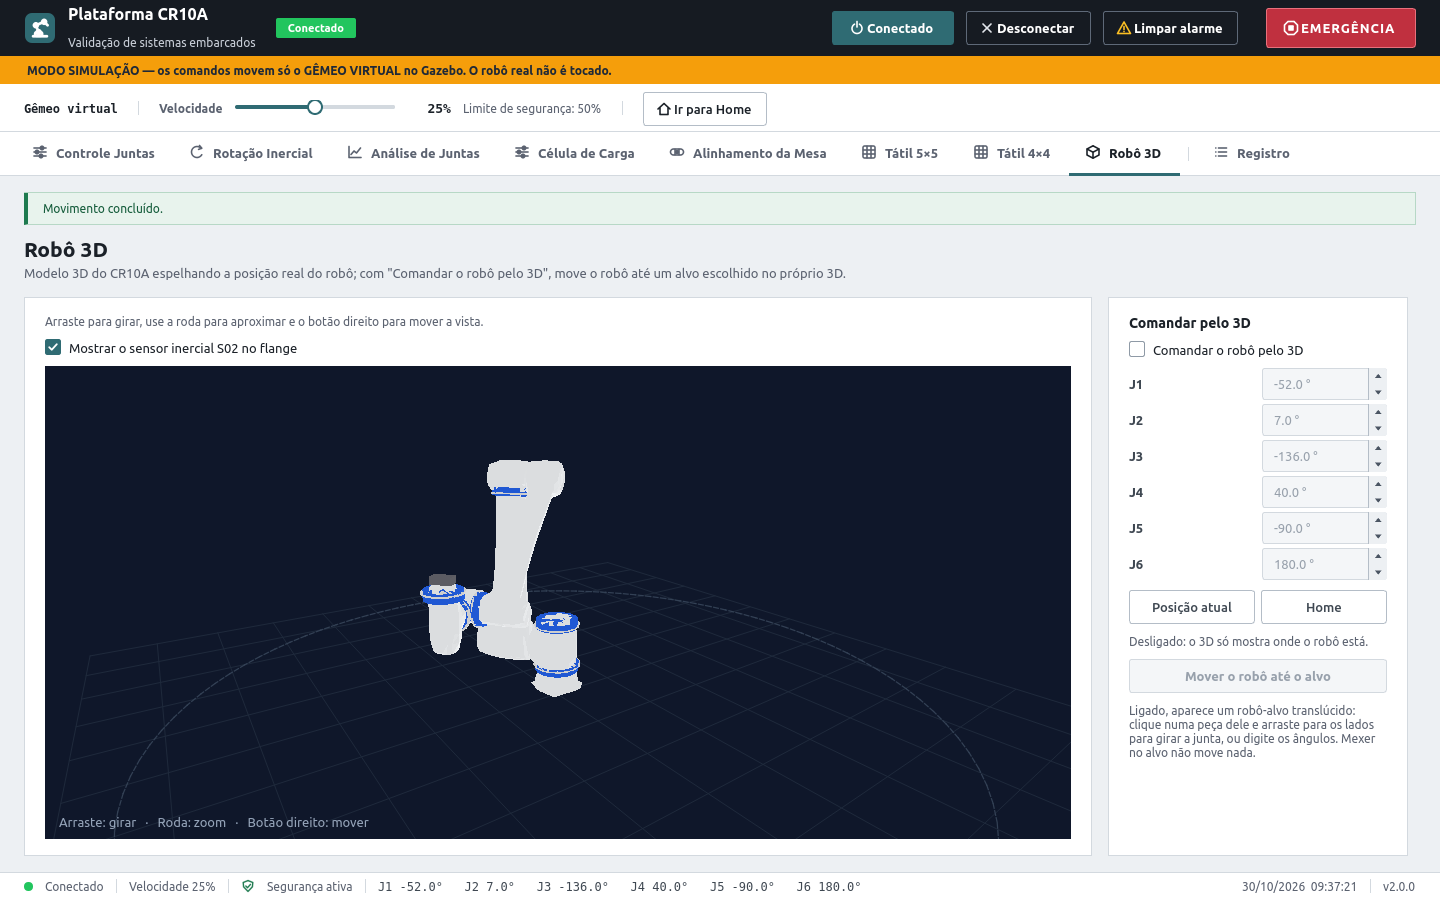 Plataforma CR10A
Validação de sistemas embarcados
Conectado
Conectado
Desconectar
Limpar alarme
EMERGÊNCIA
MODO SIMULAÇÃO — os comandos movem só o GÊMEO VIRTUAL no Gazebo. O robô real não é tocado.
Gêmeo virtual
Velocidade
25%
Limite de segurança: 50%
Ir para Home
Controle Juntas
Rotação Inercial
Análise de Juntas
Célula de Carga
Alinhamento da Mesa
Tátil 5×5
Tátil 4×4
Robô 3D
Registro
Movimento concluído.
Robô 3D
Modelo 3D do CR10A espelhando a posição real do robô; com "Comandar o robô pelo 3D", move o robô até um alvo escolhido no próprio 3D.
Arraste para girar, use a roda para aproximar e o botão direito para mover a vista.
Mostrar o sensor inercial S02 no flange
Arraste: girar · Roda: zoom · Botão direito: mover
Comandar pelo 3D
Comandar o robô pelo 3D
J1 -52.0 °
J2 7.0 °
J3 -136.0 °
J4 40.0 °
J5 -90.0 °
J6 180.0 °
Posição atual
Home
Desligado: o 3D só mostra onde o robô está.
Mover o robô até o alvo
Ligado, aparece um robô-alvo translúcido:
clique numa peça dele e arraste para os lados
para girar a junta, ou digite os ângulos. Mexer
no alvo não move nada.
Conectado
Velocidade 25%
Segurança ativa
J1 -52.0° J2 7.0° J3 -136.0° J4 40.0° J5 -90.0° J6 180.0°
30/10/2026 09:37:21
v2.0.0